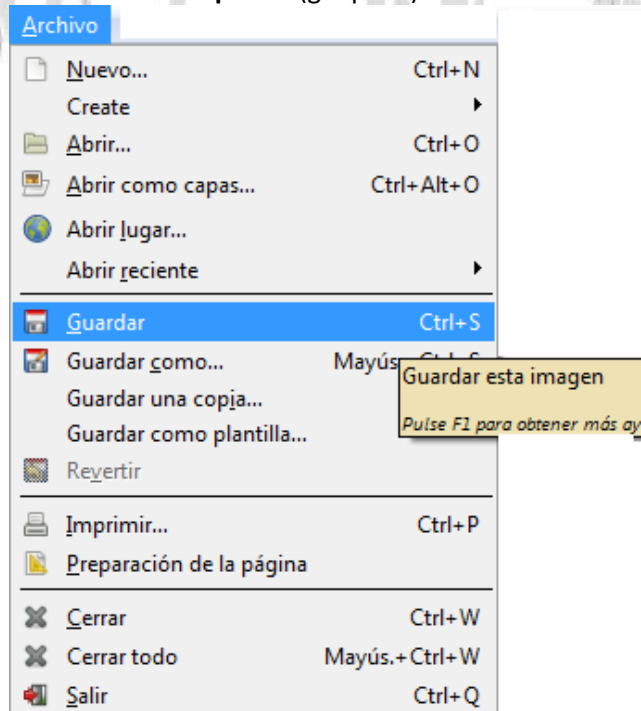 Archivo
Nuevo... Ctrl+N
Create
Abrir... Ctrl+O
Abrir como capas... Ctrl+Alt+O
Abrir lugar...
Abrir reciente
Guardar Ctrl+S
Guardar como...
Guardar esta imagen
Guardar una copia...
Pulse F1 para obtener más
Guardar como plantilla...
Revertir
Imprimir... Ctrl+P
Preparación de la página
Cerrar Ctrl+W
Cerrar todo Mayús.+Ctrl+W
Salir Ctrl+Q